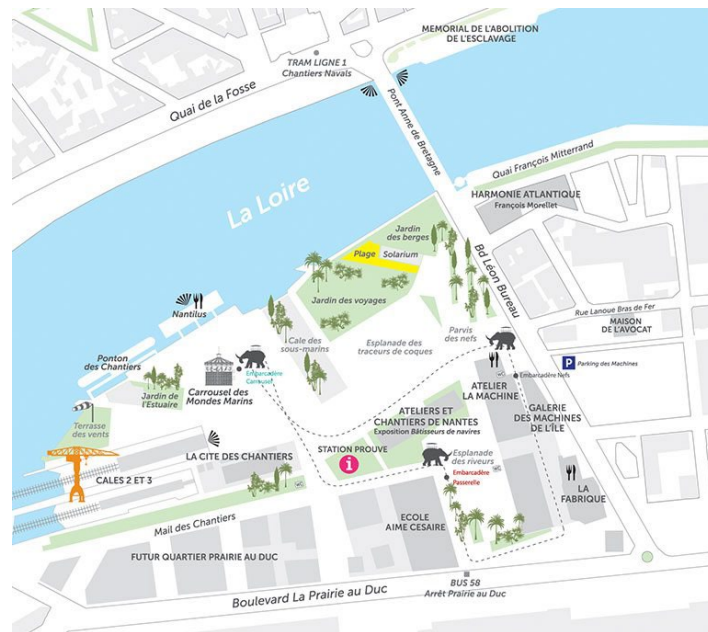 MEMORIAL DE L'ABOLITION
DE L'ESCLAVAGE
TRAM LIGNE 1
Chantiers Navals
Quai de la Fosse
Pont Anne de Bretagne
Quai François Mitterrand
La Loire
HARMONIE ATLANTIQUE
François Morellet
Jardin
des berges
Plage
Solarium
Bd Léon Bureau
Jardin des voyages
Nantilus
Rue Lanoue Bras de Fer
MAISON
DE L'AVOCAT
Parvis
des nefs
Cale des
sous-marins
Esplanade des
traceurs de coques
Ponton
des Chantiers
P
Parking des Machines
Embarcadère
Carrousel
Embarcadère Nefs
Carrousel des
Mondes Marins
Jardin de
l'Estuaire
ATELIER
LA MACHINE
GALERIE
DES MACHINES
DE L'ÎLE
ATELIERS ET
CHANTIERS DE NANTES
Exposition Bâtisseurs de navires
Terrasse
des vents
LA CITE DES CHANTIERS
STATION PROUVE
i
Esplanade
des riveurs
Embarcadère
Passerelle
CALES 2 ET 3
LA
FABRIQUE
Mail des Chantiers
ECOLE
AIME CESAIRE
FUTUR QUARTIER PRAIRIE AU DUC
BUS 58
Arrêt Prairie au Duc
Boulevard La Prairie au Duc